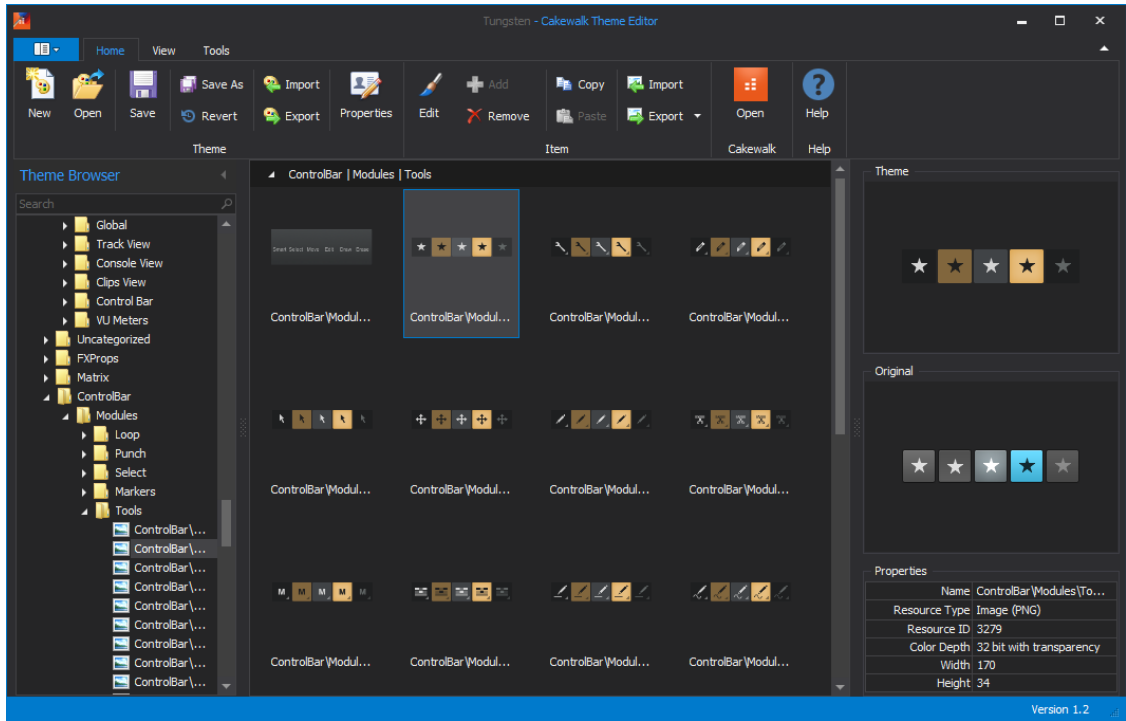 Tungsten - Cakewalk Theme Editor
Home View Tools
New Open Save Save As Import Properties Edit Add Copy Import Open Help
Revert Export Remove Paste Export
Theme Item Cakewalk Help
Theme Browser
Search
Global
Track View
Console View
Clips View
Control Bar
VU Meters
Uncategorized
FXProps
Matrix
ControlBar
Modules
Loop
Punch
Select
Markers
Tools
ControlBar\...
ControlBar\...
ControlBar\...
ControlBar\...
ControlBar\...
ControlBar\...
ControlBar\...
ControlBar\...
ControlBar\...
ControlBar | Modules | Tools
Smart Select Move Edit Draw Erase
ControlBar\Modul... ControlBar\Modul... ControlBar\Modul... ControlBar\Modul...
ControlBar\Modul... ControlBar\Modul... ControlBar\Modul... ControlBar\Modul...
M M M M M
ControlBar\Modul... ControlBar\Modul... ControlBar\Modul... ControlBar\Modul...
Theme
Original
Properties
Name ControlBar\Modules\To...
Resource Type Image (PNG)
Resource ID 3279
Color Depth 32 bit with transparency
Width 170
Height 34
Version 1.2